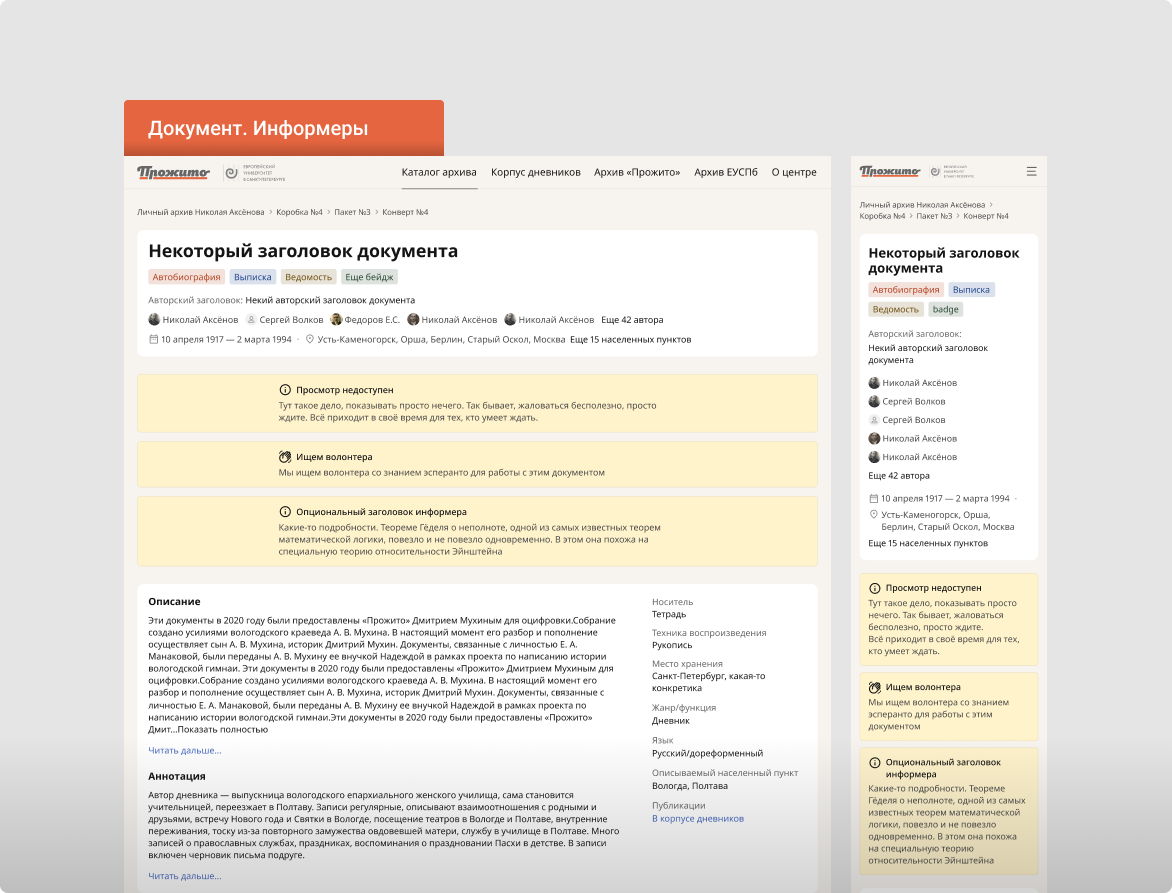 Документ. Информеры
Прожито
ЕВРОПЕЙСКИЙ
УНИВЕРСИТЕТ
В САНКТ-ПЕТЕРБУРГЕ
Каталог архива
Корпус дневников
Архив «Прожито»
Архив ЕУСПб
О центре
Личный архив Николая Аксёнова > Коробка №4 > Пакет №3 > Конверт №4
Некоторый заголовок документа
Автобиография Выписка Ведомость Еще бейдж
Авторский заголовок: Некий авторский заголовок документа
Николай Аксёнов Сергей Волков Федоров Е.С. Николай Аксёнов Николай Аксёнов Еще 42 автора
10 апреля 1917 — 2 марта 1994 · Усть-Каменогорск, Орша, Берлин, Старый Оскол, Москва Еще 15 населенных пунктов
Просмотр недоступен
Тут такое дело, показывать просто нечего. Так бывает, жаловаться бесполезно, просто
ждите. Всё приходит в своё время для тех, кто умеет ждать.
Ищем волонтера
Мы ищем волонтера со знанием эсперанто для работы с этим документом
Опциональный заголовок информера
Какие-то подробности. Теореме Гёделя о неполноте, одной из самых известных теорем
математической логики, повезло и не повезло одновременно. В этом она похожа на
специальную теорию относительности Эйнштейна
Описание
Эти документы в 2020 году были предоставлены «Прожито» Дмитрием Мухиным для оцифровки.Собрание
создано усилиями вологодского краеведа А. В. Мухина. В настоящий момент его разбор и пополнение
осуществляет сын А. В. Мухина, историк Дмитрий Мухин. Документы, связанные с личностью Е. А.
Манаковой, были переданы А. В. Мухину ее внучкой Надеждой в рамках проекта по написанию истории
вологодской гимнаи. Эти документы в 2020 году были предоставлены «Прожито» Дмитрием Мухиным для
оцифровки.Собрание создано усилиями вологодского краеведа А. В. Мухина. В настоящий момент его
разбор и пополнение осуществляет сын А. В. Мухина, историк Дмитрий Мухин. Документы, связанные с
личностью Е. А. Манаковой, были переданы А. В. Мухину ее внучкой Надеждой в рамках проекта по
написанию истории вологодской гимнаи.Эти документы в 2020 году были предоставлены «Прожито»
Дмит...Показать полностью
Читать дальше...
Аннотация
Автор дневника — выпускница вологодского епархиального женского училища, сама становится
учительницей, переезжает в Полтаву. Записи регулярные, описывают взаимоотношения с родными и
друзьями, встречу Нового года и Святки в Вологде, посещение театров в Вологде и Полтаве, внутренние
переживания, тоску из-за повторного замужества овдовевшей матери, службу в училище в Полтаве. Много
записей о православных службах, праздниках, воспоминания о праздновании Пасхи в детстве. В записи
включен черновик письма подруге.
Читать дальше...
Носитель
Тетрадь
Техника воспроизведения
Рукопись
Место хранения
Санкт-Петербург, какая-то
конкретика
Жанр/функция
Дневник
Язык
Русский/дореформенный
Описываемый населенный пункт
Вологда, Полтава
Публикации
В корпусе дневников
Прожито
ЕВРОПЕЙСКИЙ
УНИВЕРСИТЕТ
В САНКТ-ПЕТЕРБУРГЕ
Личный архив Николая Аксёнова >
Коробка №4 > Пакет №3 > Конверт №4
Некоторый заголовок
документа
Автобиография Выписка
Ведомость badge
Авторский заголовок:
Некий авторский заголовок
документа
Николай Аксёнов
Сергей Волков
Сергей Волков
Николай Аксёнов
Николай Аксёнов
Еще 42 автора
10 апреля 1917 — 2 марта 1994 ·
Усть-Каменогорск, Орша,
Берлин, Старый Оскол, Москва
Еще 15 населенных пунктов
Просмотр недоступен
Тут такое дело, показывать просто
нечего. Так бывает, жаловаться
бесполезно, просто ждите.
Всё приходит в своё время для тех,
кто умеет ждать.
Ищем волонтера
Мы ищем волонтера со знанием
эсперанто для работы с этим
документом
Опциональный заголовок
информера
Какие-то подробности. Теореме
Гёделя о неполноте, одной из самых
известных теорем математической
логики, повезло и не повезло
одновременно. В этом она похожа
на специальную теорию
относительности Эйнштейна